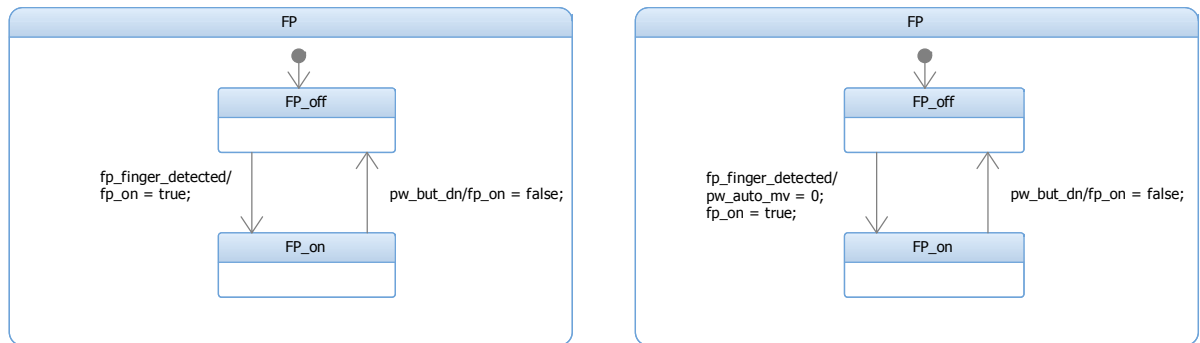 FP
FP_off
fp_finger_detected/
fp_on = true;
pw_but_dn/fp_on = false;
FP_on
FP
FP_off
fp_finger_detected/
pw_auto_mv = 0;
fp_on = true;
pw_but_dn/fp_on = false;
FP_on